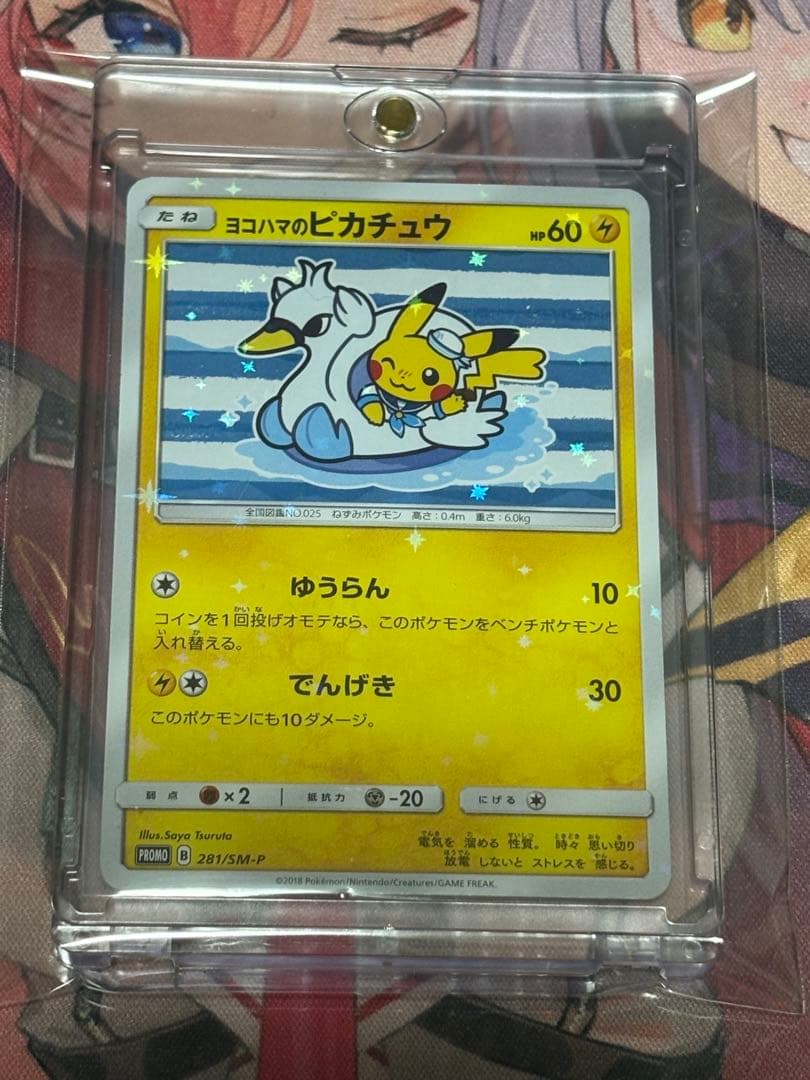 たね ヨコハマのピカチュウ HP60
全国図鑑NO.025 ねずみポケモン 高さ:0.4m 重さ:6.0kg
ゆうらん 10
コインを1回投げオモテなら、このポケモンをベンチポケモンと
入れ替える。
でんげき 30
このポケモンにも10ダメージ。
弱点 ×2 抵抗力 -20 にげる
Illus.Saya Tsuruta
PROMO B 281/SM-P
電気を 溜める 性質。 時々 思い切り
放電 しないと ストレスを 感じる。
©2018 Pokémon/Nintendo/Creatures/GAME FREAK.